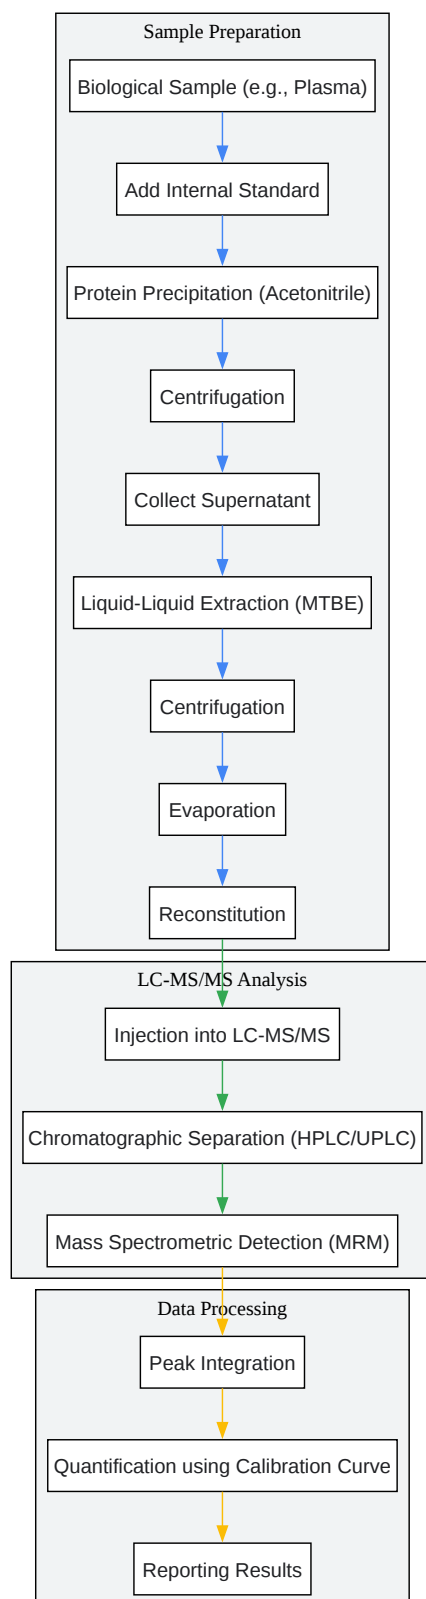 Sample Preparation
Biological Sample (e.g., Plasma)
Add Internal Standard
Protein Precipitation (Acetonitrile)
Centrifugation
Collect Supernatant
Liquid-Liquid Extraction (MTBE)
Centrifugation
Evaporation
Reconstitution
LC-MS/MS Analysis
Injection into LC-MS/MS
Chromatographic Separation (HPLC/UPLC)
Mass Spectrometric Detection (MRM)
Data Processing
Peak Integration
Quantification using Calibration Curve
Reporting Results